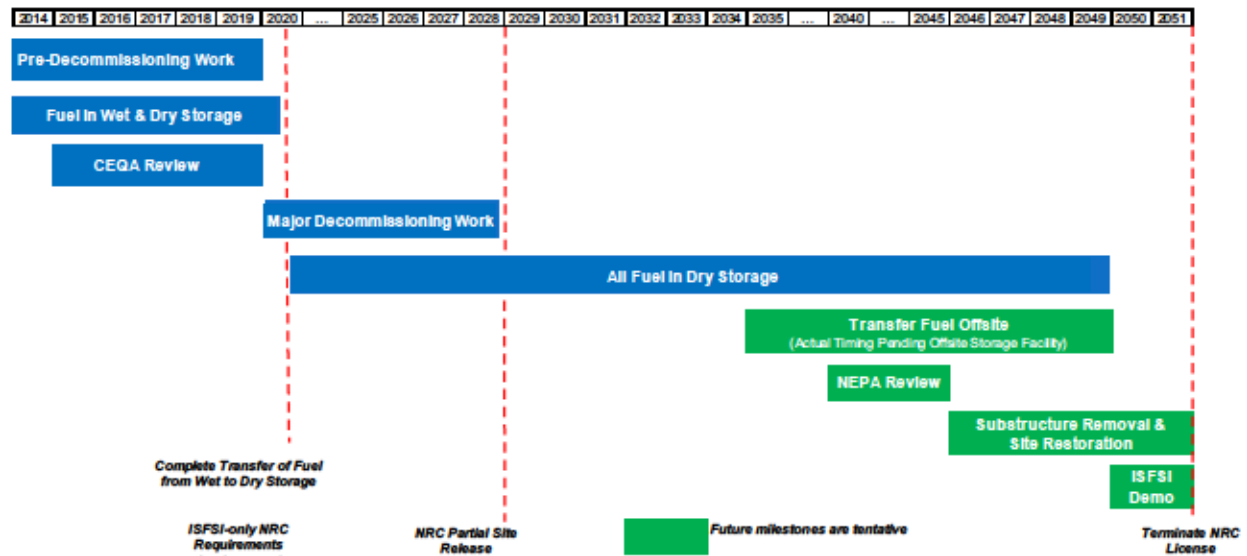 2014 2015 2016 2017 2018 2019 2020 ... 2025 2026 2027 2028 2029 2030 2031 2032 2033 2034 2035 ... 2040 ... 2045 2046 2047 2048 2049 2050 2051
Pre-Decommissioning Work
Fuel in Wet & Dry Storage
CEQA Review
Major Decommissioning Work
All Fuel in Dry Storage
Transfer Fuel Offsite
(Actual Timing Pending Offsite Storage Facility)
NEPA Review
Substructure Removal &
Site Restoration
Complete Transfer of Fuel
from Wet to Dry Storage
ISFSI
Demo
ISFSI-only NRC
Requirements
NRC Partial Site
Release
Future milestones are tentative
Terminate NRC
License